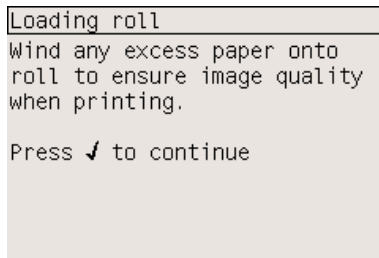 Loading roll
Wind any excess paper onto
roll to ensure image quality
when printing.
Press ✓ to continue